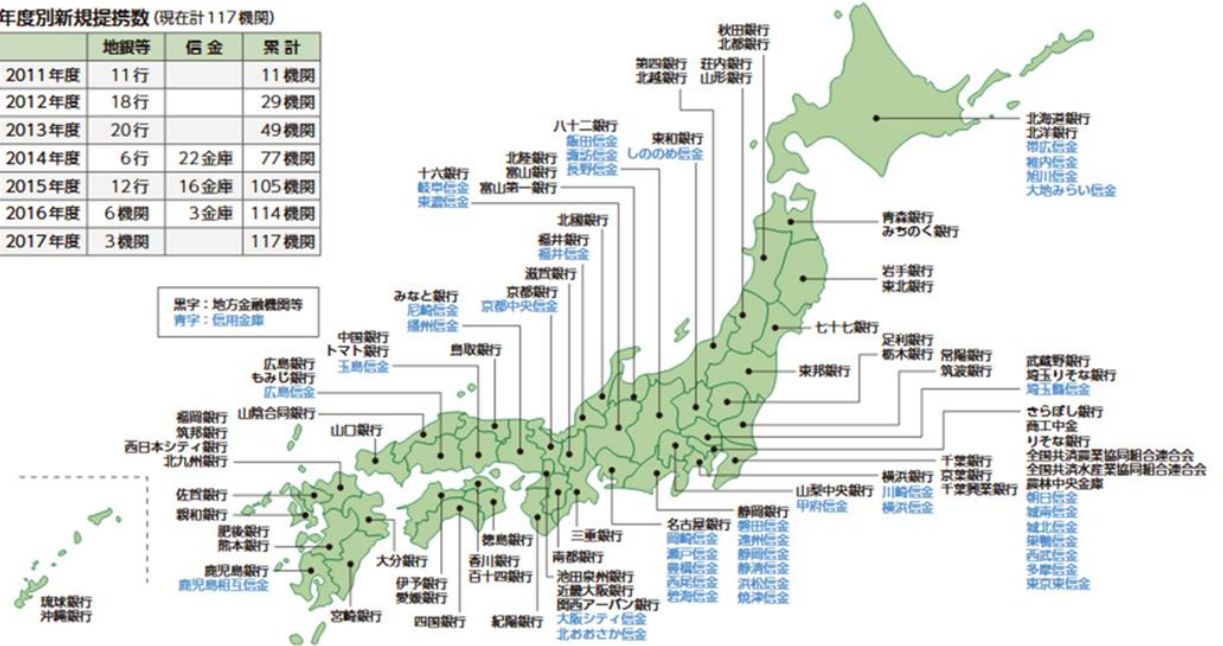 年度別新規提携数 (現在計117機関)
地銀等 信金 累計
2011年度 11行 11機関
2012年度 18行 29機関
2013年度 20行 49機関
2014年度 6行 22金庫 77機関
2015年度 12行 16金庫 105機関
2016年度 6機関 3金庫 114機関
2017年度 3機関 117機関
黒字：地方金融機関等
青字：信用金庫
秋田銀行
北都銀行
第四銀行
北越銀行
荘内銀行
山形銀行
八十二銀行
飯田信金
諏訪信金
長野信金
東和銀行
しののめ信金
北陸銀行
富山銀行
富山第一銀行
十六銀行
岐阜信金
東濃信金
北國銀行
福井銀行
福井信金
滋賀銀行
京都銀行
京都中央信金
みなと銀行
尼崎信金
播州信金
鳥取銀行
中国銀行
トマト銀行
玉島信金
広島銀行
もみじ銀行
広島信金
山陰合同銀行
山口銀行
福岡銀行
筑邦銀行
西日本シティ銀行
北九州銀行
佐賀銀行
親和銀行
肥後銀行
熊本銀行
鹿児島銀行
鹿児島相互信金
琉球銀行
沖縄銀行
宮崎銀行
大分銀行
伊予銀行
愛媛銀行
四国銀行
徳島銀行
香川銀行
百十四銀行
紀陽銀行
三重銀行
南都銀行
池田泉州銀行
近畿大阪銀行
関西アーバン銀行
大阪シティ信金
北おおさか信金
名古屋銀行
岡崎信金
瀬戸信金
豊橋信金
西尾信金
碧海信金
静岡銀行
磐田信金
遠州信金
静岡信金
静清信金
浜松信金
焼津信金
山梨中央銀行
甲府信金
横浜銀行
川崎信金
横浜信金
千葉銀行
京葉銀行
千葉興業銀行
北海道銀行
北洋銀行
帯広信金
稚内信金
旭川信金
大地みらい信金
青森銀行
みちのく銀行
岩手銀行
東北銀行
七十七銀行
東邦銀行
足利銀行
栃木銀行
常陽銀行
筑波銀行
武蔵野銀行
埼玉りそな銀行
埼玉縣信金
きらぼし銀行
商工中金
りそな銀行
全国共済農業協同組合連合会
全国共済水産業協同組合連合会
農林中央金庫
朝日信金
城南信金
城北信金
巣鴨信金
西武信金
多摩信金
東京東信金